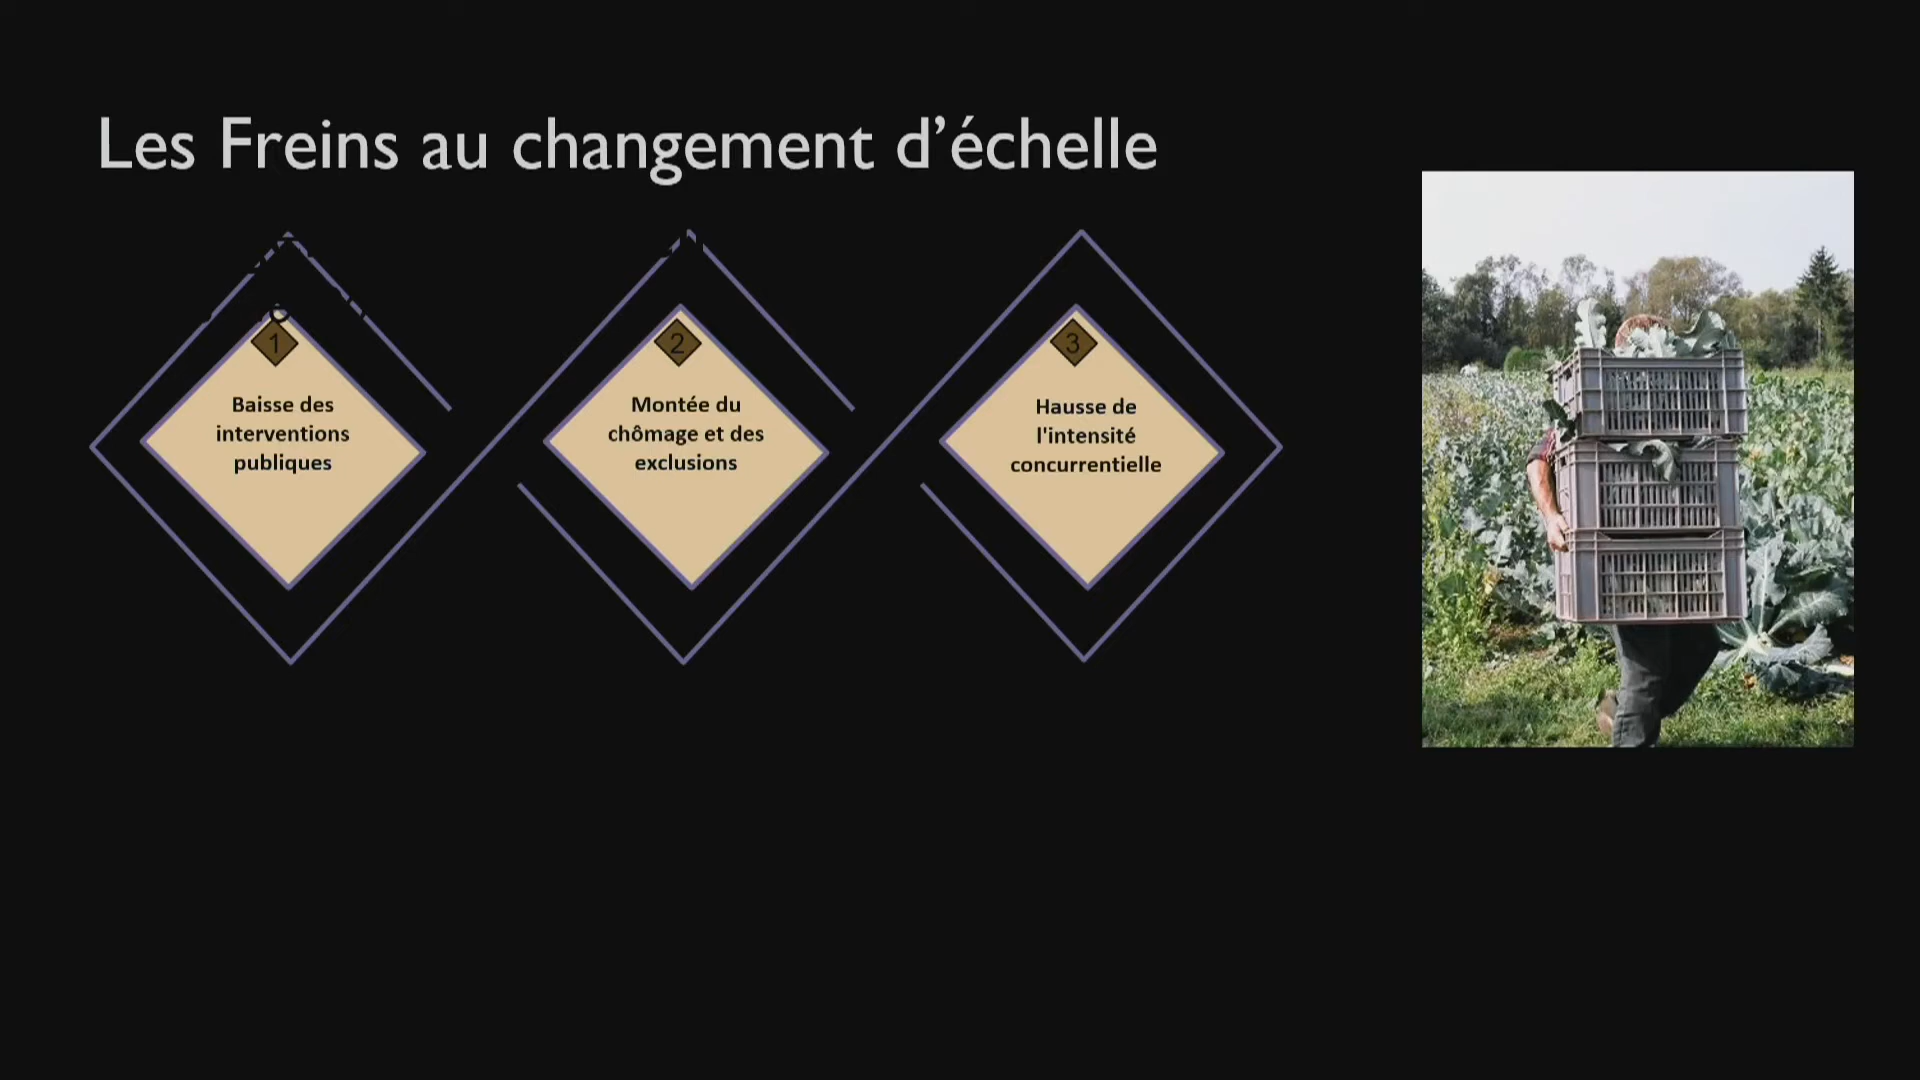 Les Freins au changement d’échelle
1
Baisse des
interventions
publiques
2
Montée du
chômage et des
exclusions
3
Hausse de
l'intensité
concurrentielle